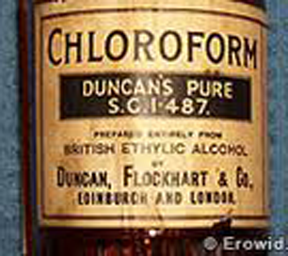 CHLOROFORM
DUNCAN'S PURE
S.G.1·487.
PREPARED ENTIRELY FROM
BRITISH ETHYLIC ALCOHOL
BY
DUNCAN, FLOCKHART & Co.
EDINBURGH AND LONDON.
© Erowid.